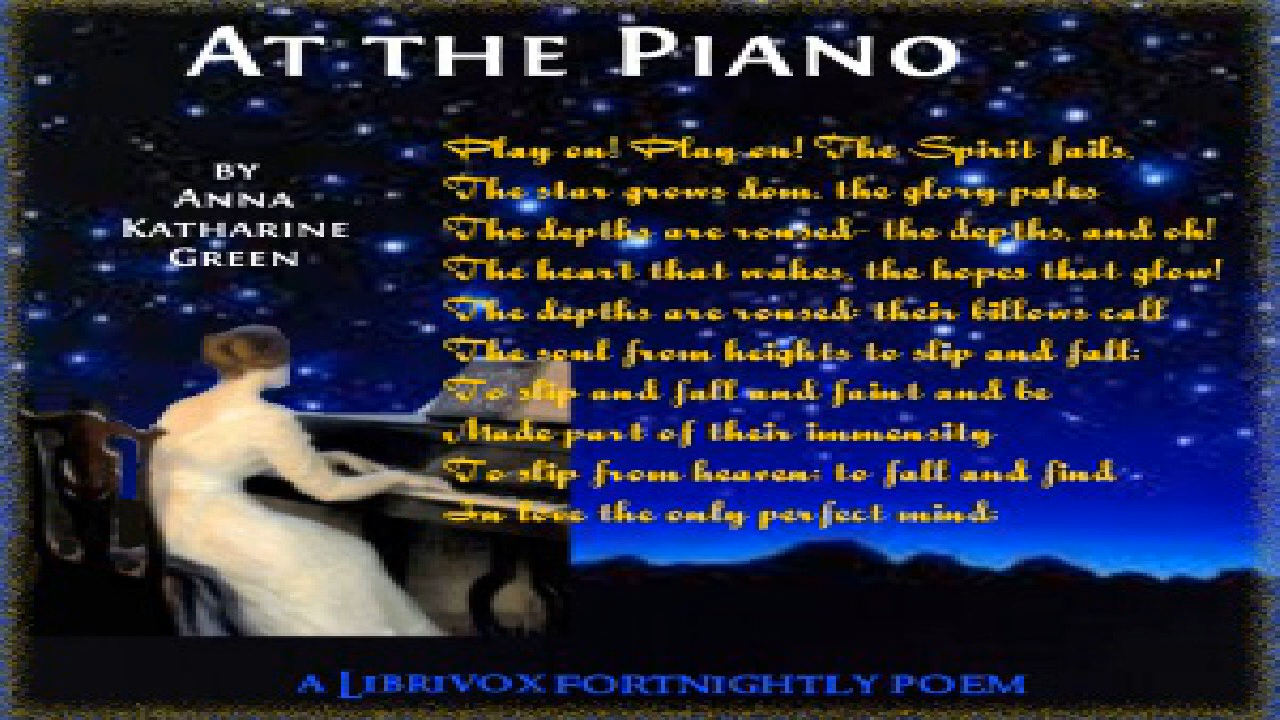 AT THE PIANO
BY
ANNA
KATHARINE
GREEN
Play on! Play on! The Spirit fails,
The star grows dom, the glory pales
The depths are roused- the depths, and oh!
The heart that wakes, the hopes that glow!
The depths are roused: their billows call
The soul from heights to slip and fall;
To slip and fall and faint and be
Made part of their immensity
To slip from heaven; to fall and find
In love the only perfect mind;
A LIBRIVOX FORTNIGHTLY POEM